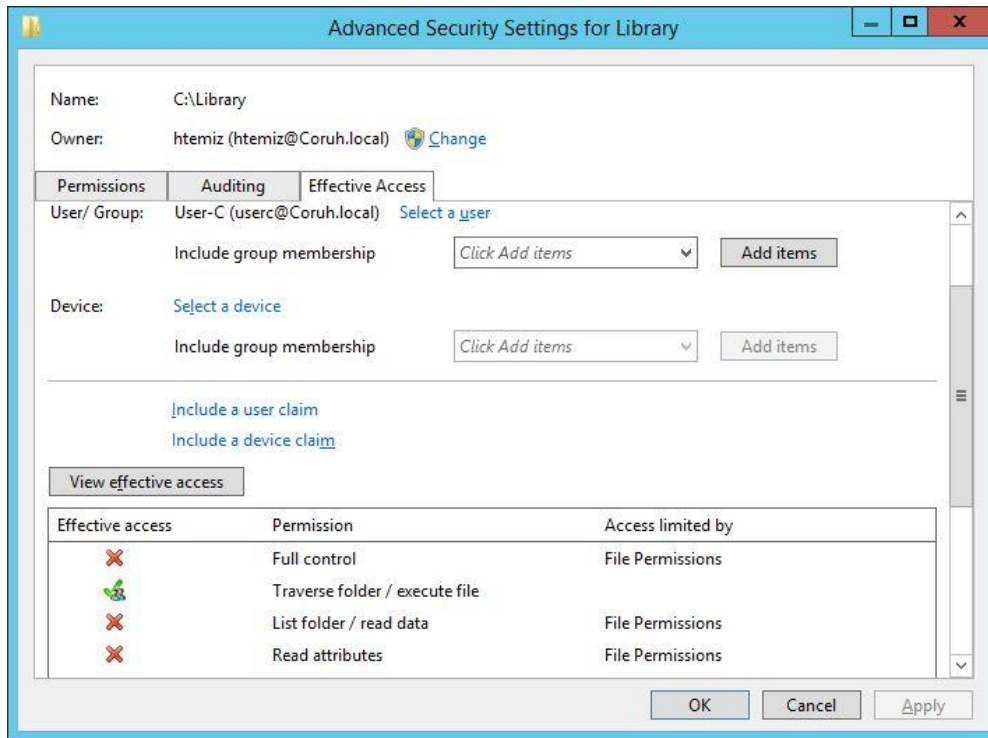 Advanced Security Settings for Library
Name: C:\Library
Owner: htemiz (htemiz@Coruh.local) Change
Permissions Auditing Effective Access
User/ Group: User-C (userc@Coruh.local) Select a user
Include group membership Click Add items Add items
Device: Select a device
Include group membership Click Add items Add items
Include a user claim
Include a device claim
View effective access
Effective access Permission Access limited by
Full control File Permissions
Traverse folder / execute file
List folder / read data File Permissions
Read attributes File Permissions
OK Cancel Apply